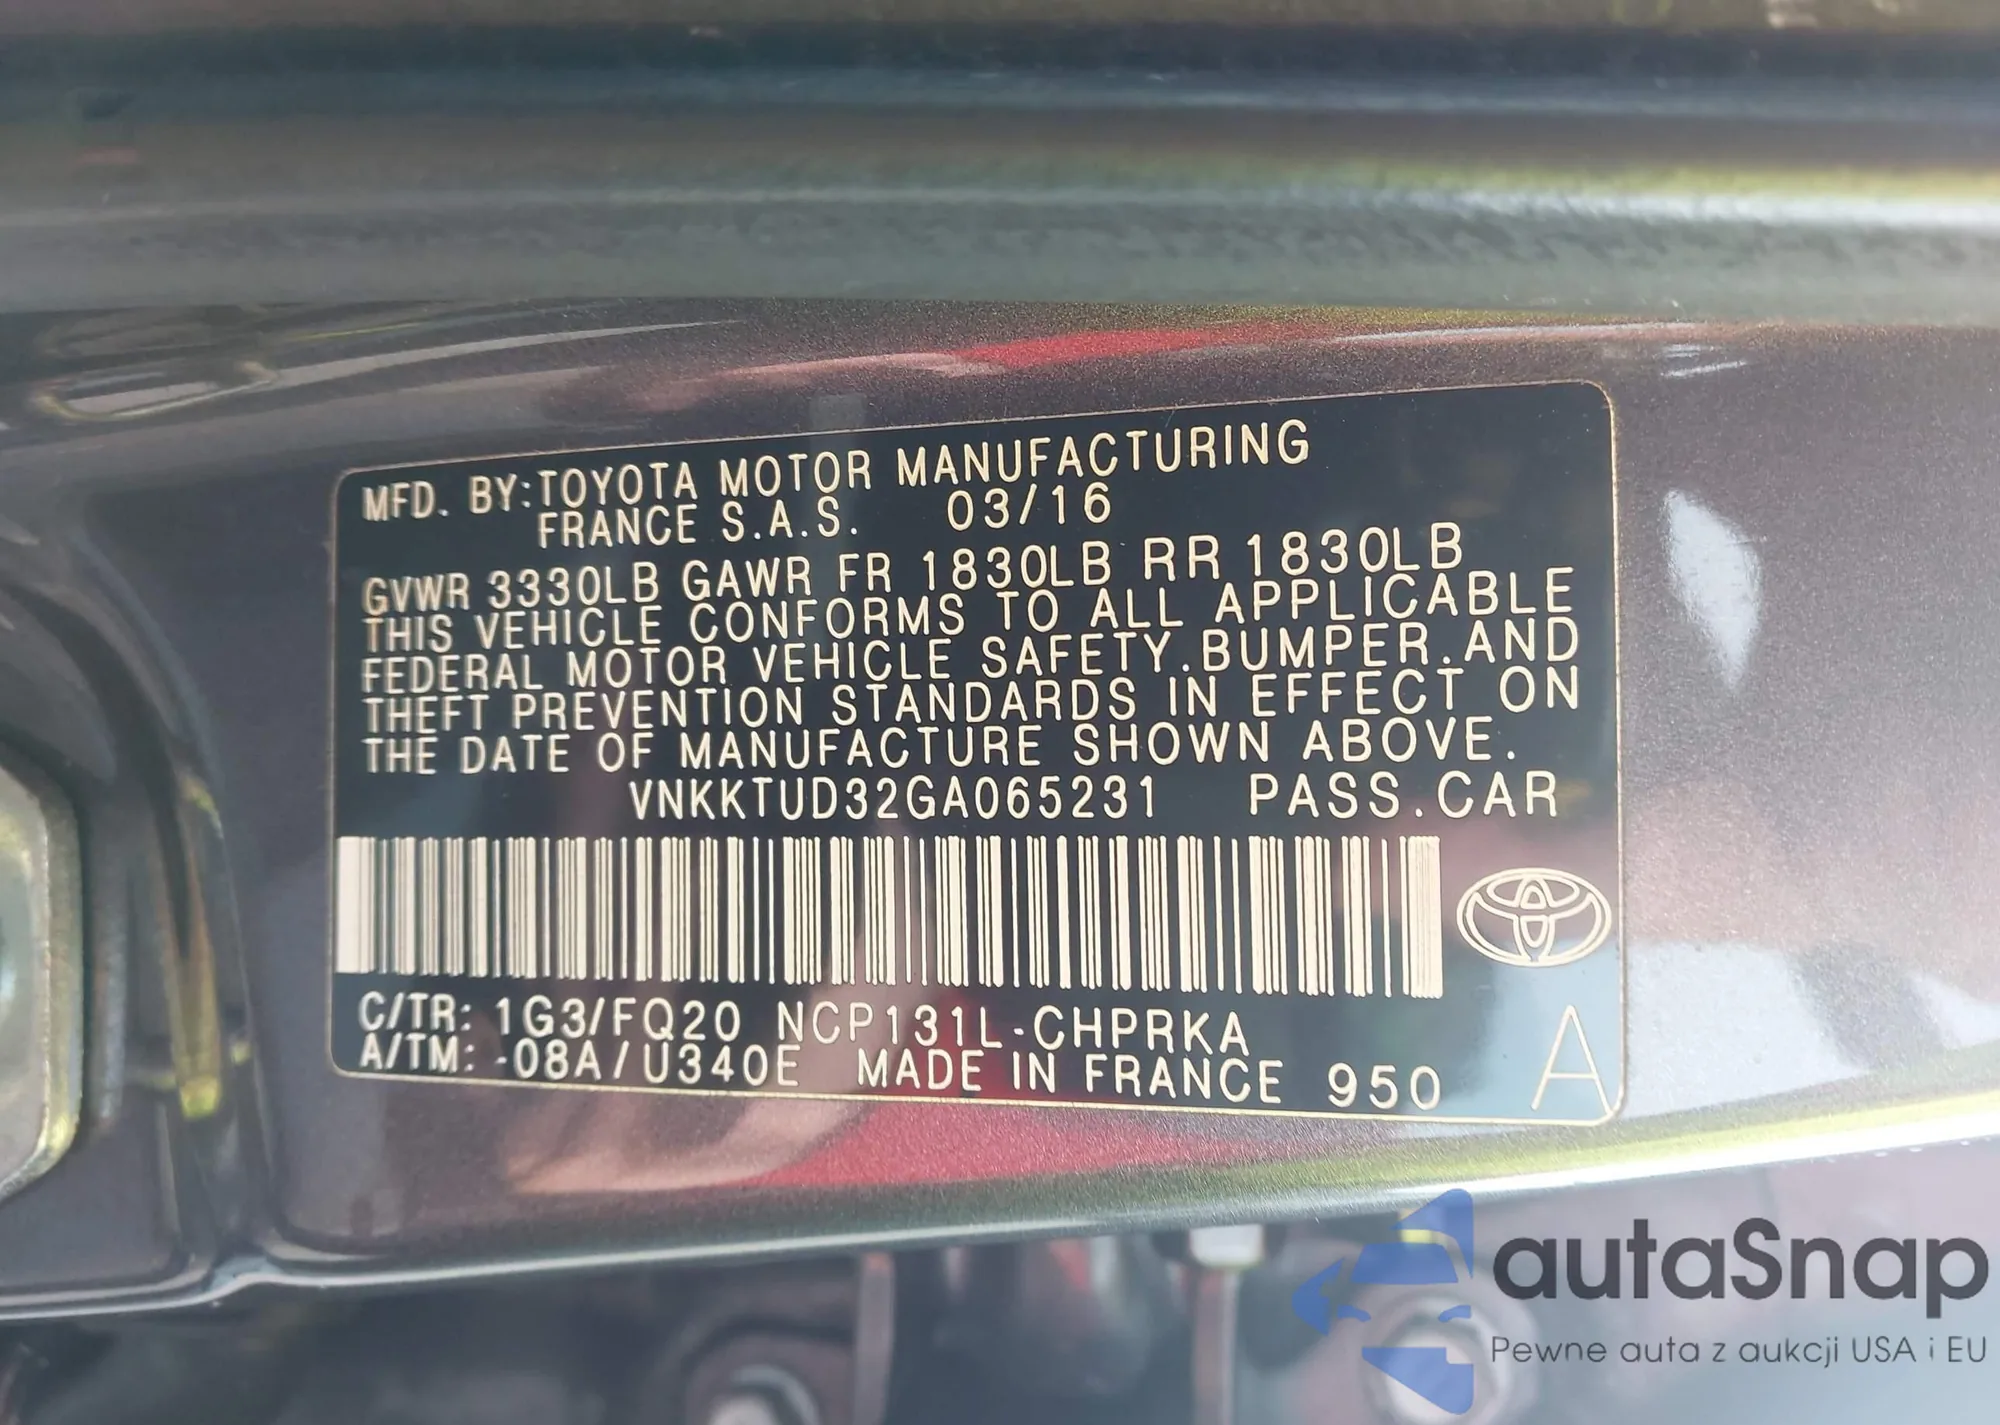 MFD. BY:TOYOTA MOTOR MANUFACTURING
FRANCE S.A.S. 03/16
GVWR 3330LB GAWR FR 1830LB RR 1830LB
THIS VEHICLE CONFORMS TO ALL APPLICABLE
FEDERAL MOTOR VEHICLE SAFETY.BUMPER.AND
THEFT PREVENTION STANDARDS IN EFFECT ON
THE DATE OF MANUFACTURE SHOWN ABOVE.
VNKKTUD32GA065231 PASS.CAR
C/TR: 1G3/FQ20 NCP131L-CHPRKA
A/TM: -08A/U340E MADE IN FRANCE 950 A
autaSnap
Pewne auta z aukcji USA i EU